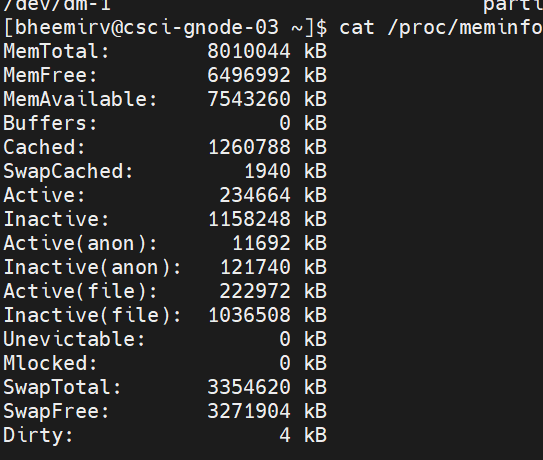 /dev/dm-1 parti
[bheemirv@csci-gnode-03 ~]$ cat /proc/meminfo
MemTotal: 8010044 kB
MemFree: 6496992 kB
MemAvailable: 7543260 kB
Buffers: 0 kB
Cached: 1260788 kB
SwapCached: 1940 kB
Active: 234664 kB
Inactive: 1158248 kB
Active(anon): 11692 kB
Inactive(anon): 121740 kB
Active(file): 222972 kB
Inactive(file): 1036508 kB
Unevictable: 0 kB
Mlocked: 0 kB
SwapTotal: 3354620 kB
SwapFree: 3271904 kB
Dirty: 4 kB